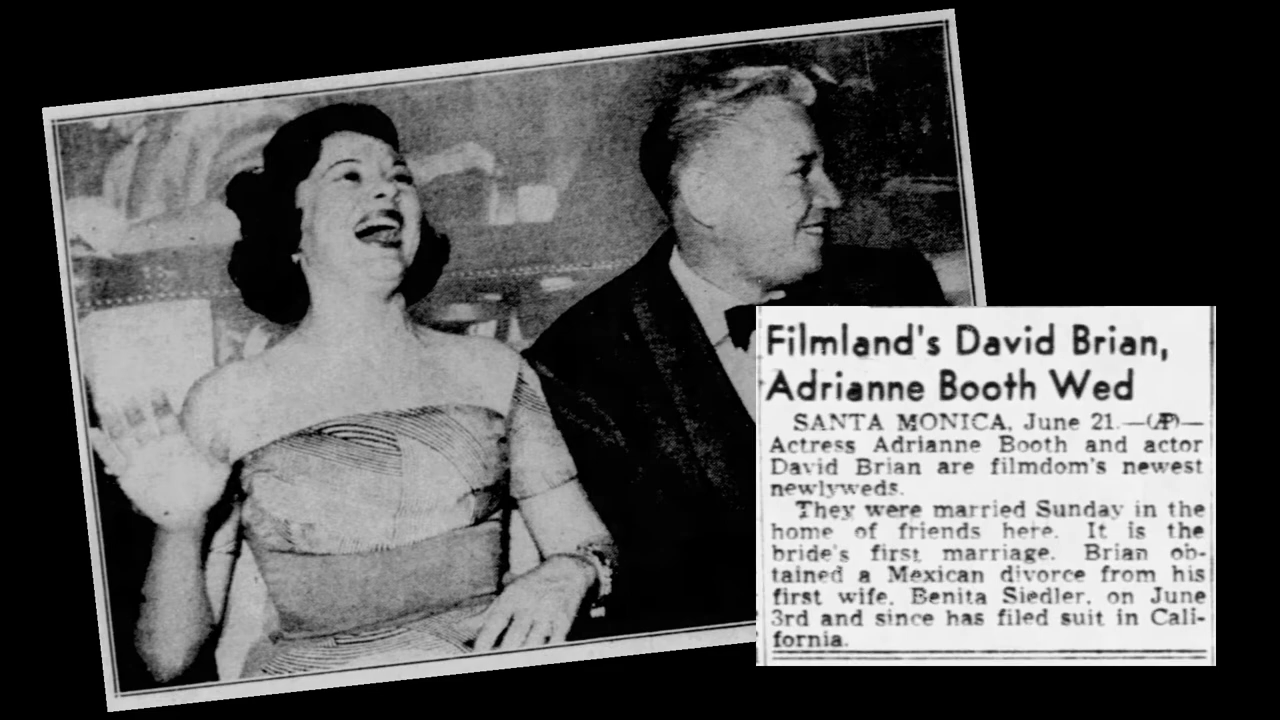 Filmland's David Brian,
Adrianne Booth Wed
SANTA MONICA, June 21.—(AP)—
Actress Adrianne Booth and actor
David Brian are filmdom's newest
newlyweds.
They were married Sunday in the
home of friends here. It is the
bride's first marriage. Brian ob-
tained a Mexican divorce from his
first wife, Benita Siedler, on June
3rd and since has filed suit in Cali-
fornia.